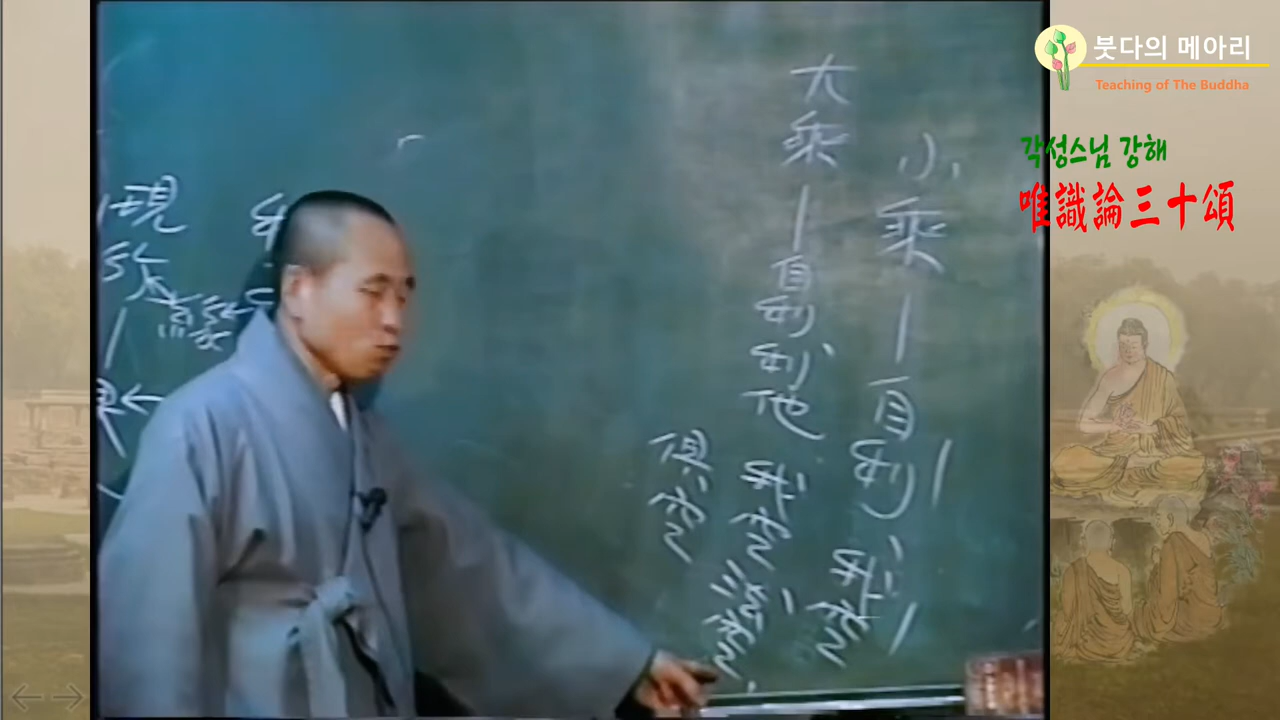 붓다의 메아리
Teaching of The Buddha
각성스님 강해
唯識論三十頌
小乘 ㅣ 自利, 我空
大乘 ㅣ 自利 利他 我空, 法空,
俱空
現